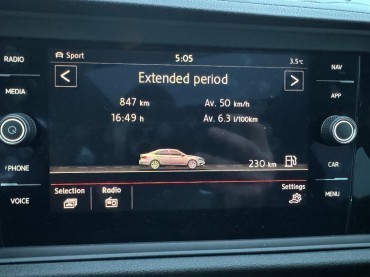 RADIO
MEDIA
PHONE
VOICE
Sport
5:05
3.5°C
Extended period
847 km
Av. 50 km/h
16:49 h
Av. 6.3 l/100km
230 km
Selection
Radio
Settings
NAV
APP
CAR
MENU